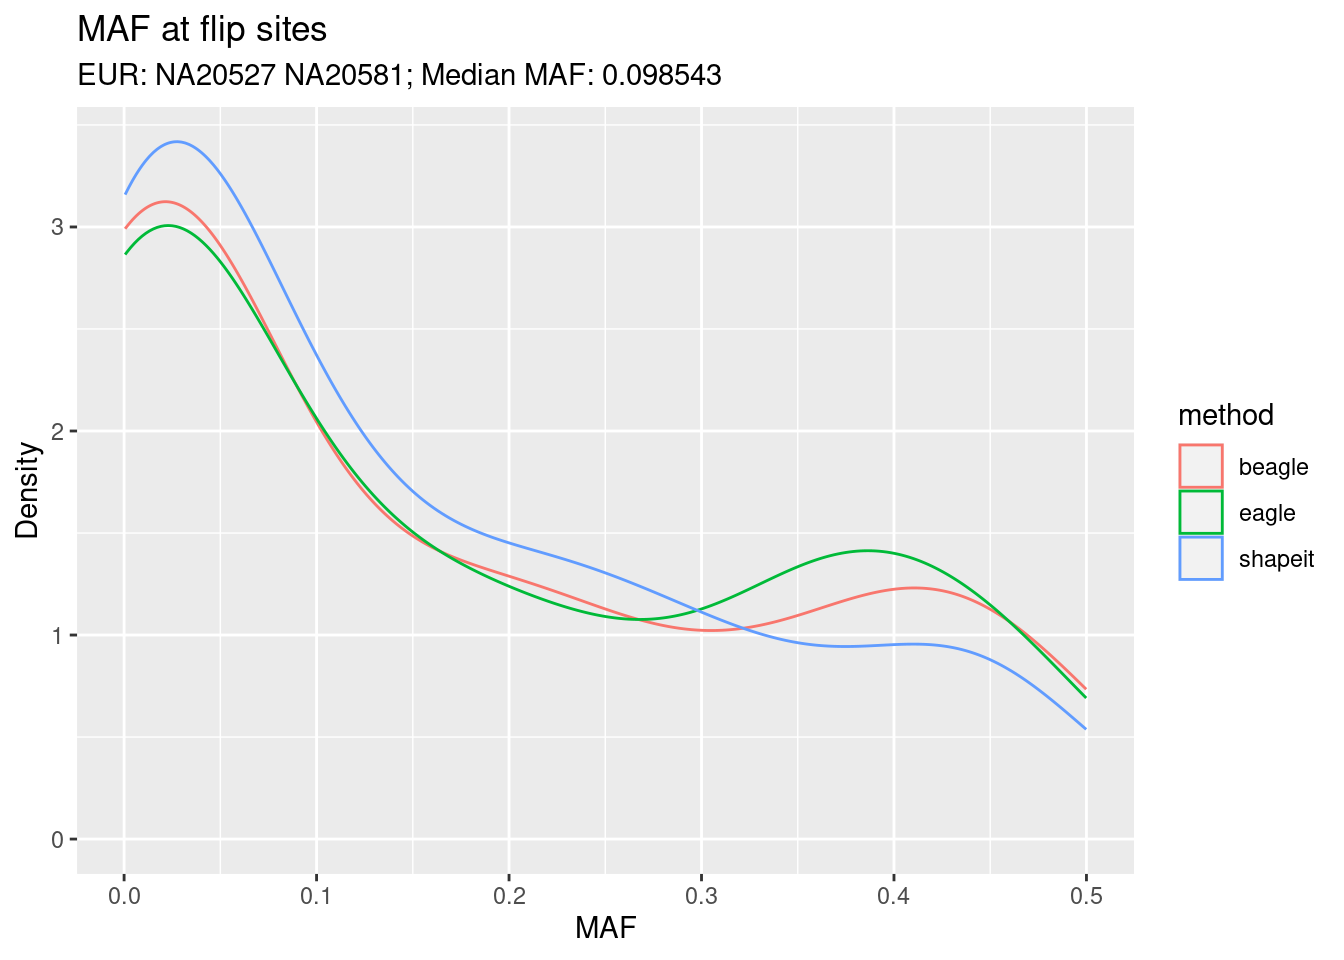 MAF at flip sites
EUR: NA20527 NA20581; Median MAF: 0.098543
3
2
1
0
Density
0.0 0.1 0.2 0.3 0.4 0.5
MAF
method
beagle
eagle
shapeit